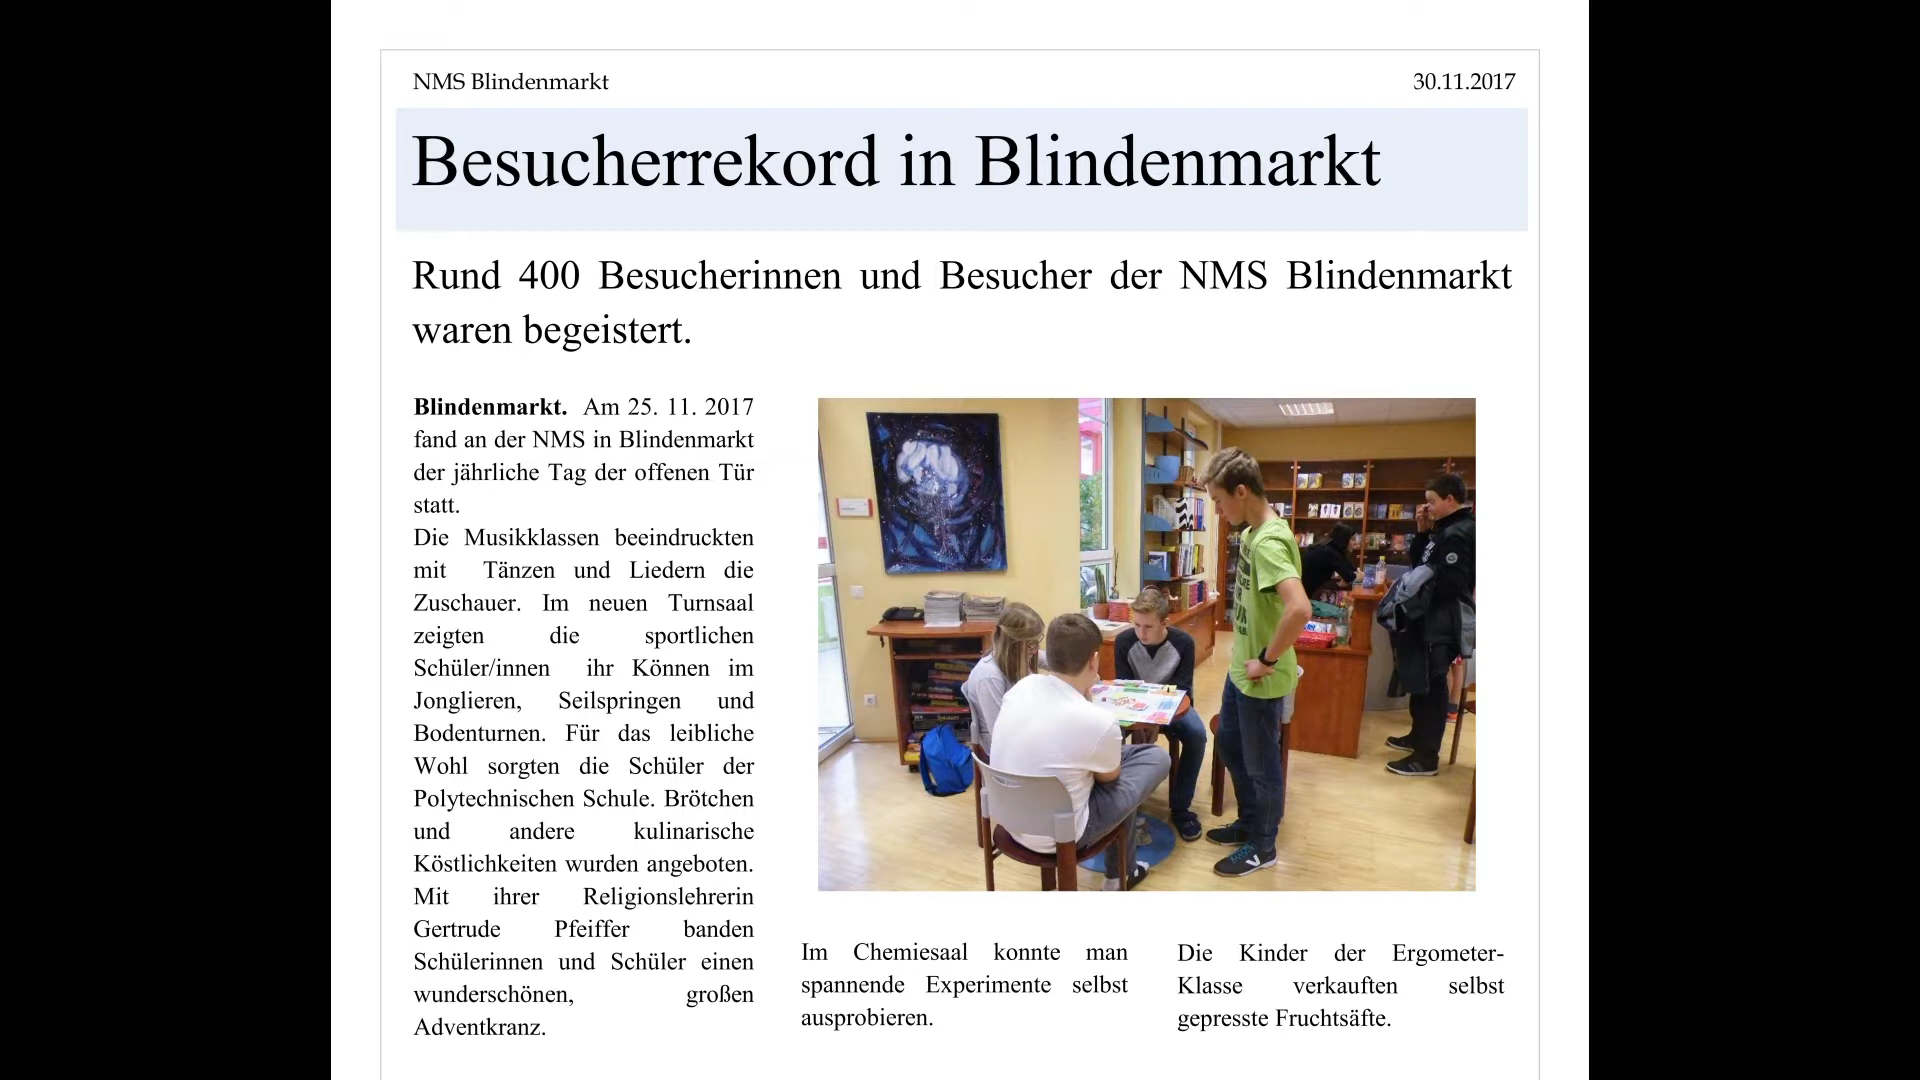 NMS Blindenmarkt
30.11.2017
Besucherrekord in Blindenmarkt
Rund 400 Besucherinnen und Besucher der NMS Blindenmarkt
waren begeistert.
Blindenmarkt. Am 25. 11. 2017
fand an der NMS in Blindenmarkt
der jährliche Tag der offenen Tür
statt.
Die Musikklassen beeindruckten
mit Tänzen und Liedern die
Zuschauer. Im neuen Turnsaal
zeigten die sportlichen
Schüler/innen ihr Können im
Jonglieren, Seilspringen und
Bodenturnen. Für das leibliche
Wohl sorgten die Schüler der
Polytechnischen Schule. Brötchen
und andere kulinarische
Köstlichkeiten wurden angeboten.
Mit ihrer Religionslehrerin
Gertrude Pfeiffer banden
Schülerinnen und Schüler einen
wunderschönen, großen
Adventkranz.
Im Chemiesaal konnte man
spannende Experimente selbst
ausprobieren.
Die Kinder der Ergometer-
Klasse verkauften selbst
gepresste Fruchtsäfte.